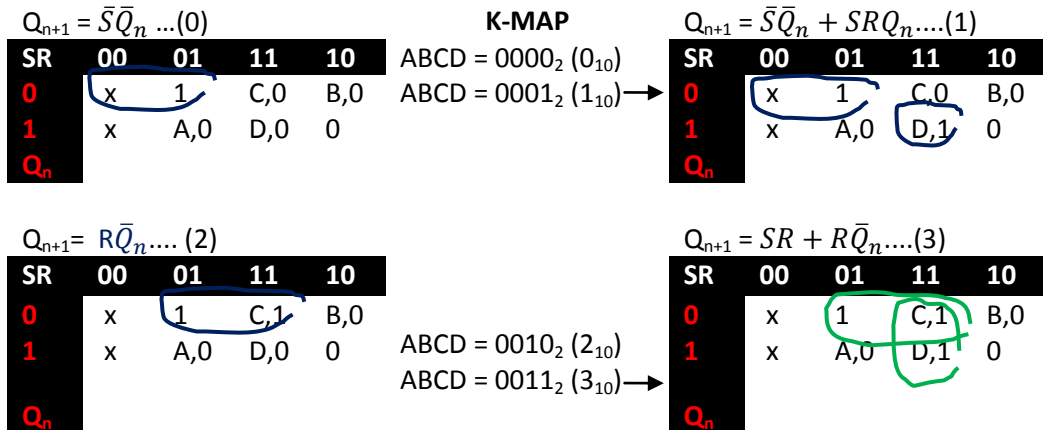 Qn+1 = S̄Q̄n ...(0)
SR 00 01 11 10
0 x 1 C,0 B,0
1 x A,0 D,0 0
Qn
K-MAP
ABCD = 0000₂ (0₁₀)
ABCD = 0001₂ (1₁₀)
Qn+1 = S̄Q̄n + SRQn....(1)
SR 00 01 11 10
0 x 1 C,0 B,0
1 x A,0 D,1 0
Qn
Qn+1= RQ̄n.... (2)
SR 00 01 11 10
0 x 1 C,1 B,0
1 x A,0 D,0 0
Qn
ABCD = 0010₂ (2₁₀)
ABCD = 0011₂ (3₁₀)
Qn+1 = SR + RQ̄n....(3)
SR 00 01 11 10
0 x 1 C,1 B,0
1 x A,0 D,1 0
Qn